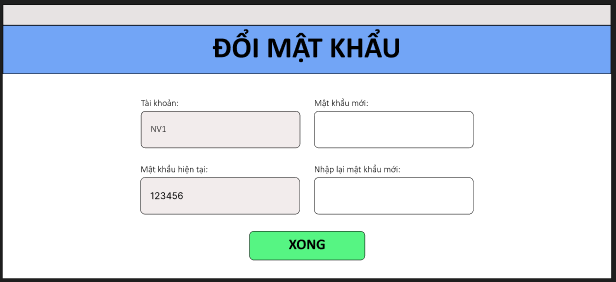 ĐỔI MẬT KHẨU
Tài khoản:
Mật khẩu mới:
NV1
Mật khẩu hiện tại:
Nhập lại mật khẩu mới:
123456
XONG